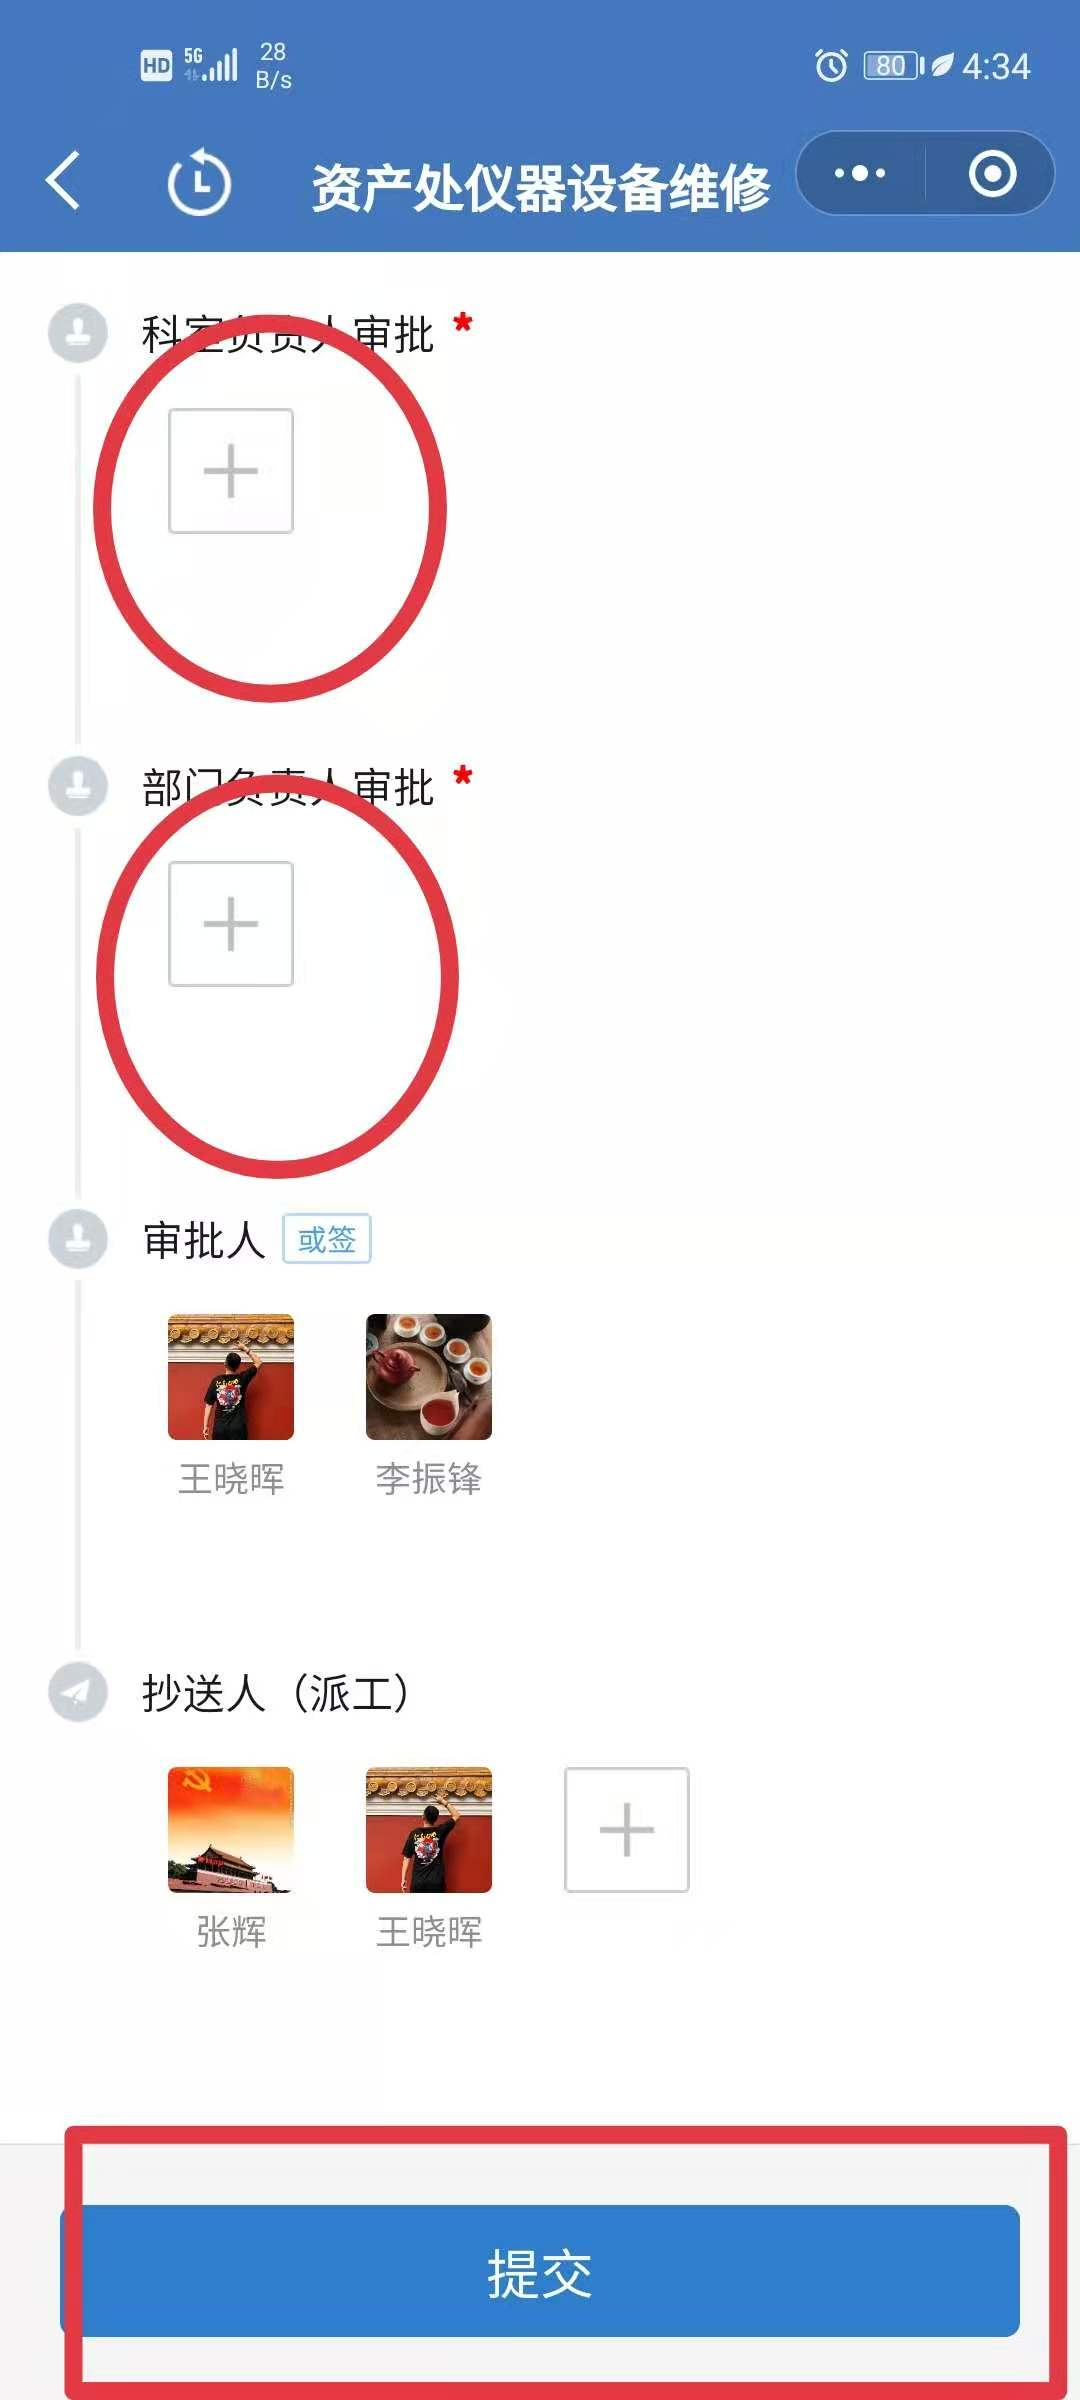 HD 5G 28 B/s 80 4:34
资产处仪器设备维修
科室负责人审批 *
部门负责人审批 *
审批人 或签
王晓晖 李振锋
抄送人（派工）
张辉 王晓晖
提交